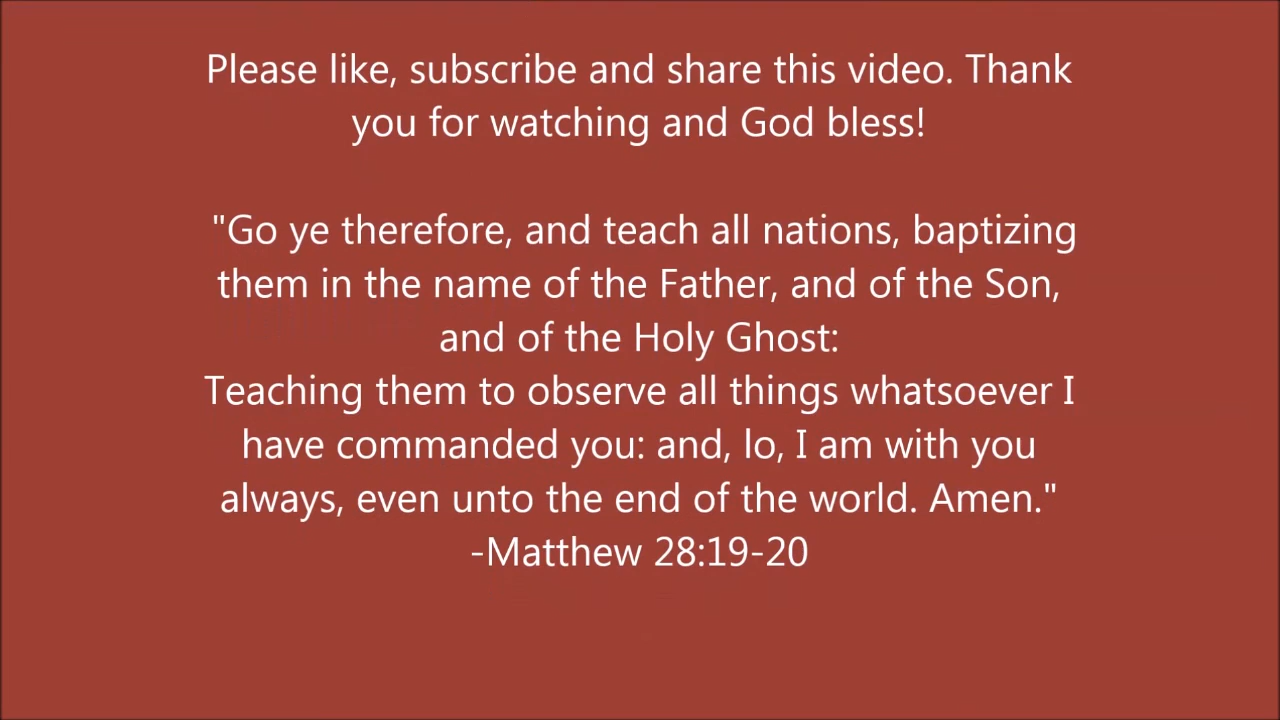 Please like, subscribe and share this video. Thank
you for watching and God bless!
"Go ye therefore, and teach all nations, baptizing
them in the name of the Father, and of the Son,
and of the Holy Ghost:
Teaching them to observe all things whatsoever I
have commanded you: and, lo, I am with you
always, even unto the end of the world. Amen."
-Matthew 28:19-20